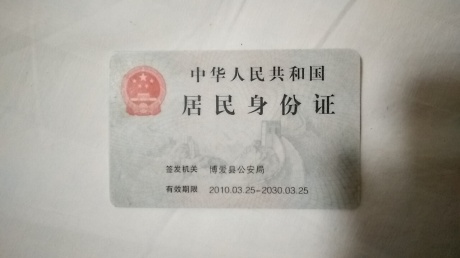 中华人民共和国
居民身份证
签发机关 博爱县公安局
有效期限 2010.03.25-2030.03.25